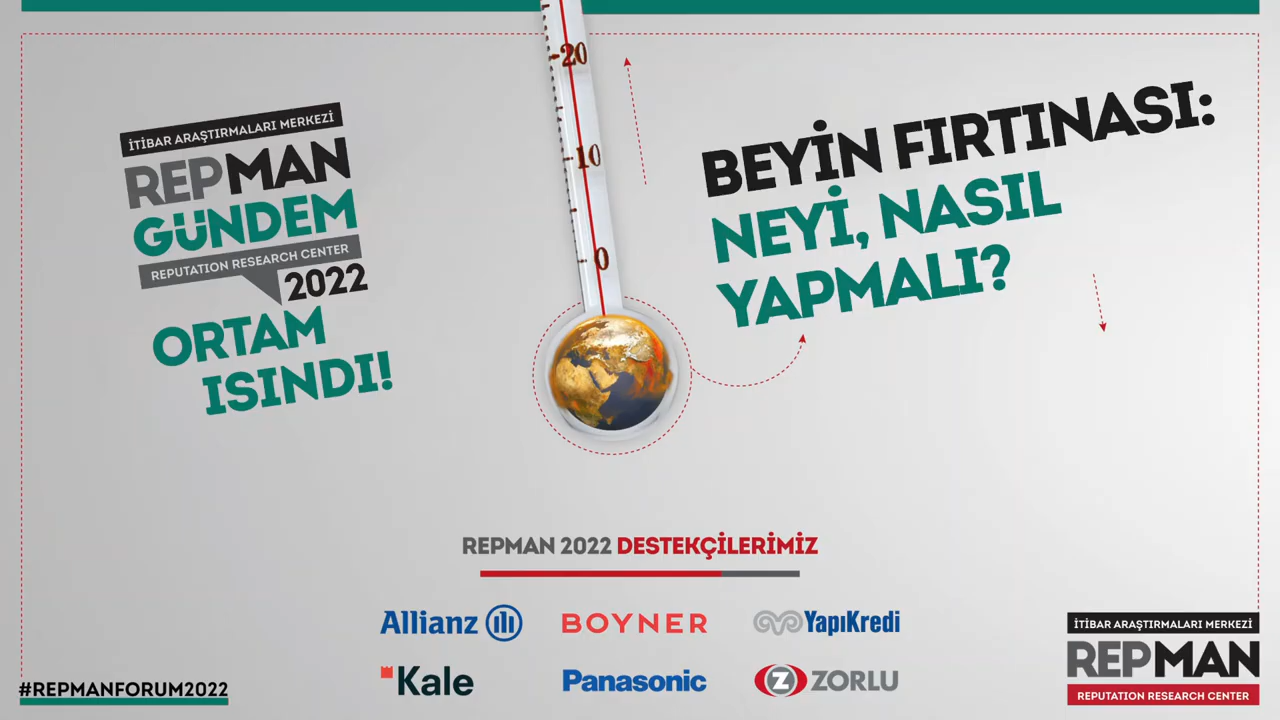 İTİBAR ARAŞTIRMALARI MERKEZİ
REPMAN
GÜNDEM
REPUTATION RESEARCH CENTER
2022
ORTAM
ISINDI!
-20
-10
0
BEYİN FIRTINASI:
NEYİ, NASIL
YAPMALI?
REPMAN 2022 DESTEKÇİLERİMİZ
Allianz
BOYNER
YapıKredi
Kale
Panasonic
ZORLU
#REPMANFORUM2022
İTİBAR ARAŞTIRMALARI MERKEZİ
REPMAN
REPUTATION RESEARCH CENTER